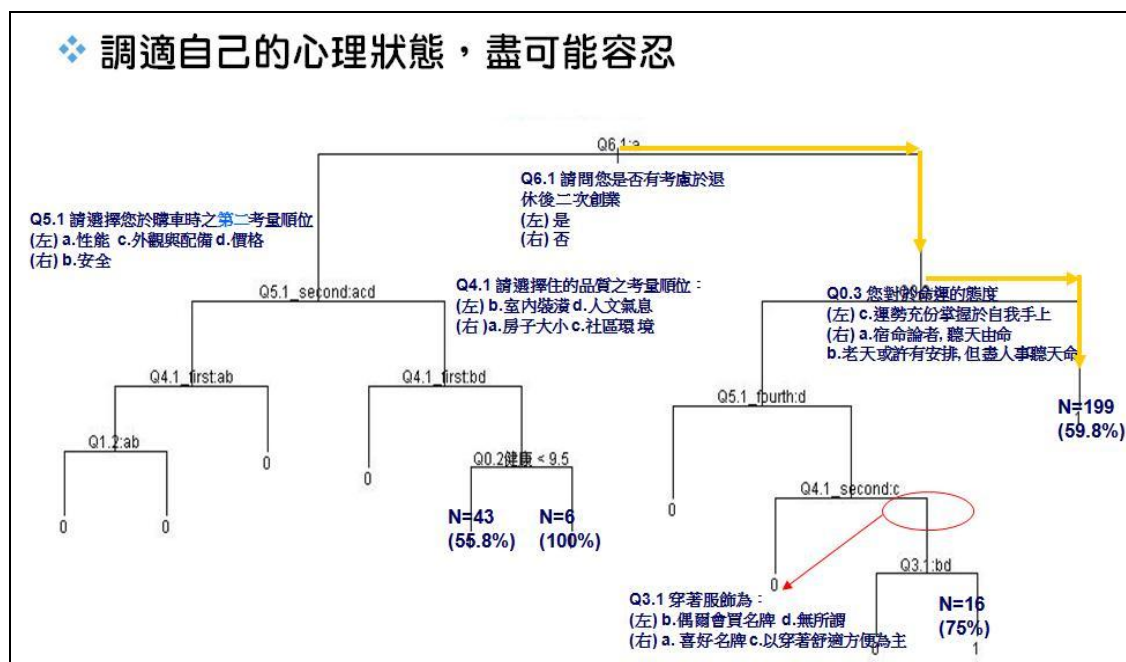 調適自己的心理狀態，盡可能容忍
Q6.1:a
Q6.1 請問您是否有考慮於退
休後二次創業
(左) 是
(右) 否
Q5.1 請選擇您於購車時之第二考量順位
(左) a.性能 c.外觀與配備 d.價格
(右) b.安全
Q5.1_second:acd
Q4.1 請選擇住的品質之考量順位：
(左) b.室內裝潢 d.人文氣息
(右) a.房子大小 c.社區環境
Q0.3 您對於命運的態度
(左) c.運勢充份掌握於自我手上
(右) a.宿命論者, 聽天由命
b.老天或許有安排, 但盡人事聽天命
Q4.1_first:ab
Q4.1_first:bd
Q5.1_fourth:d
N=199
(59.8%)
Q1.2:ab
0
0
Q0.2健康 < 9.5
0
Q4.1_second:c
0
0
N=43
(55.8%)
N=6
(100%)
0
Q3.1:bd
Q3.1 穿著服飾為：
(左) b.偶爾會買名牌 d.無所謂
(右) a. 喜好名牌 c.以穿著舒適方便為主
N=16
(75%)
0
1